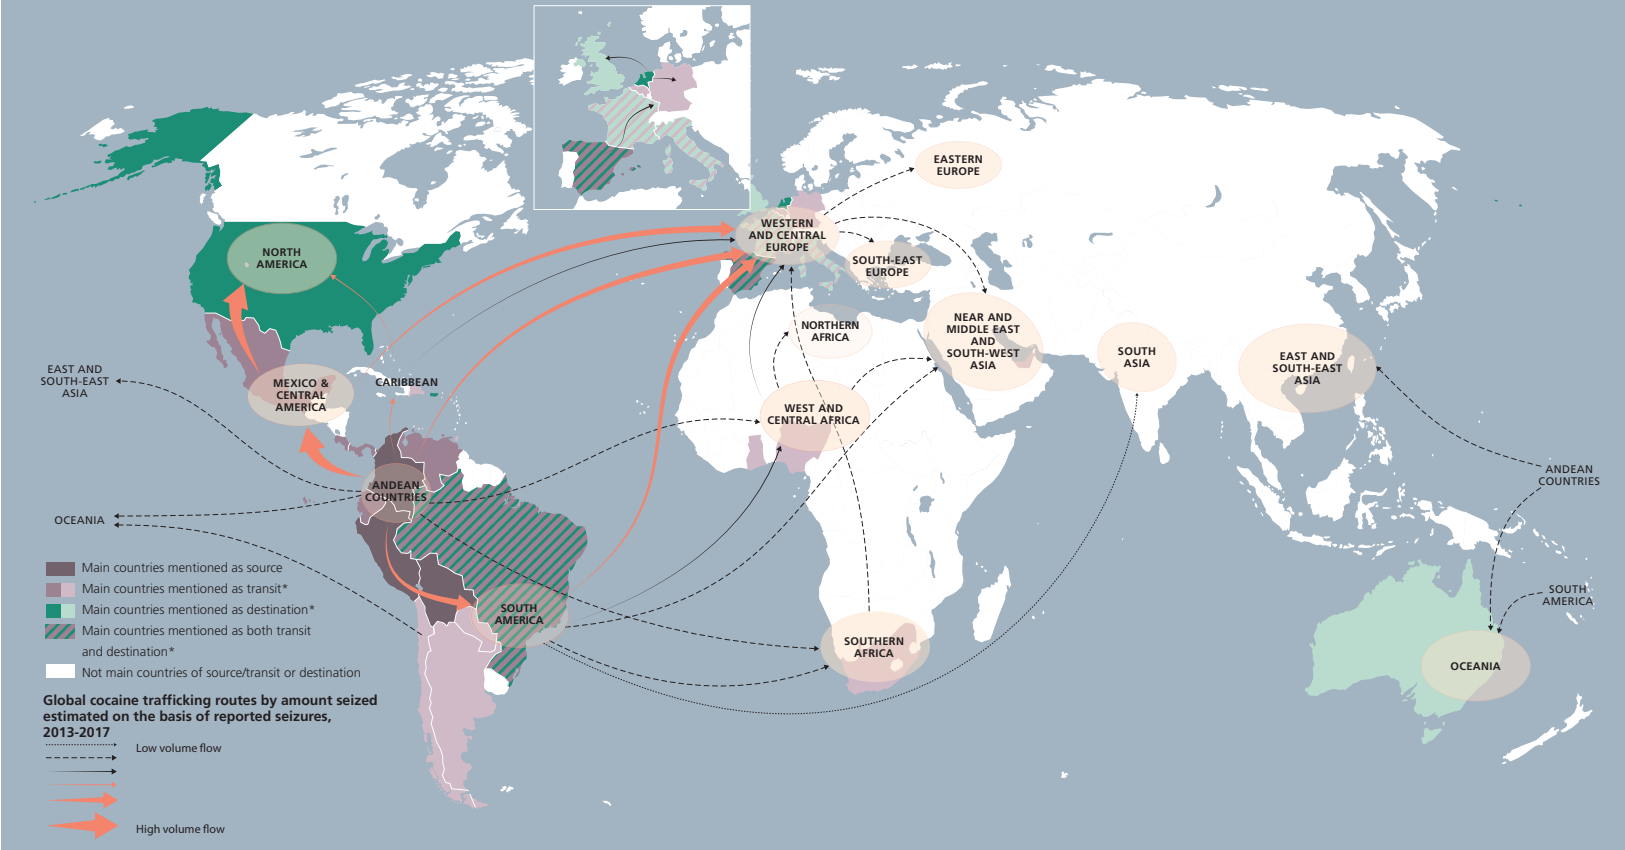 EASTERN
EUROPE
WESTERN
AND CENTRAL
EUROPE
NORTH
AMERICA
SOUTH-EAST
EUROPE
NORTHERN
AFRICA
NEAR AND
MIDDLE EAST
AND
SOUTH-WEST
ASIA
SOUTH
ASIA
EAST AND
SOUTH-EAST
ASIA
EAST AND
SOUTH-EAST
ASIA
MEXICO &
CENTRAL
AMERICA
CARIBBEAN
WEST AND
CENTRAL AFRICA
ANDEAN
COUNTRIES
ANDEAN
COUNTRIES
OCEANIA
SOUTH
AMERICA
SOUTH
AMERICA
SOUTHERN
AFRICA
OCEANIA
Main countries mentioned as source
Main countries mentioned as transit*
Main countries mentioned as destination*
Main countries mentioned as both transit
and destination*
Not main countries of source/transit or destination
Global cocaine trafficking routes by amount seized
estimated on the basis of reported seizures,
2013-2017
Low volume flow
High volume flow